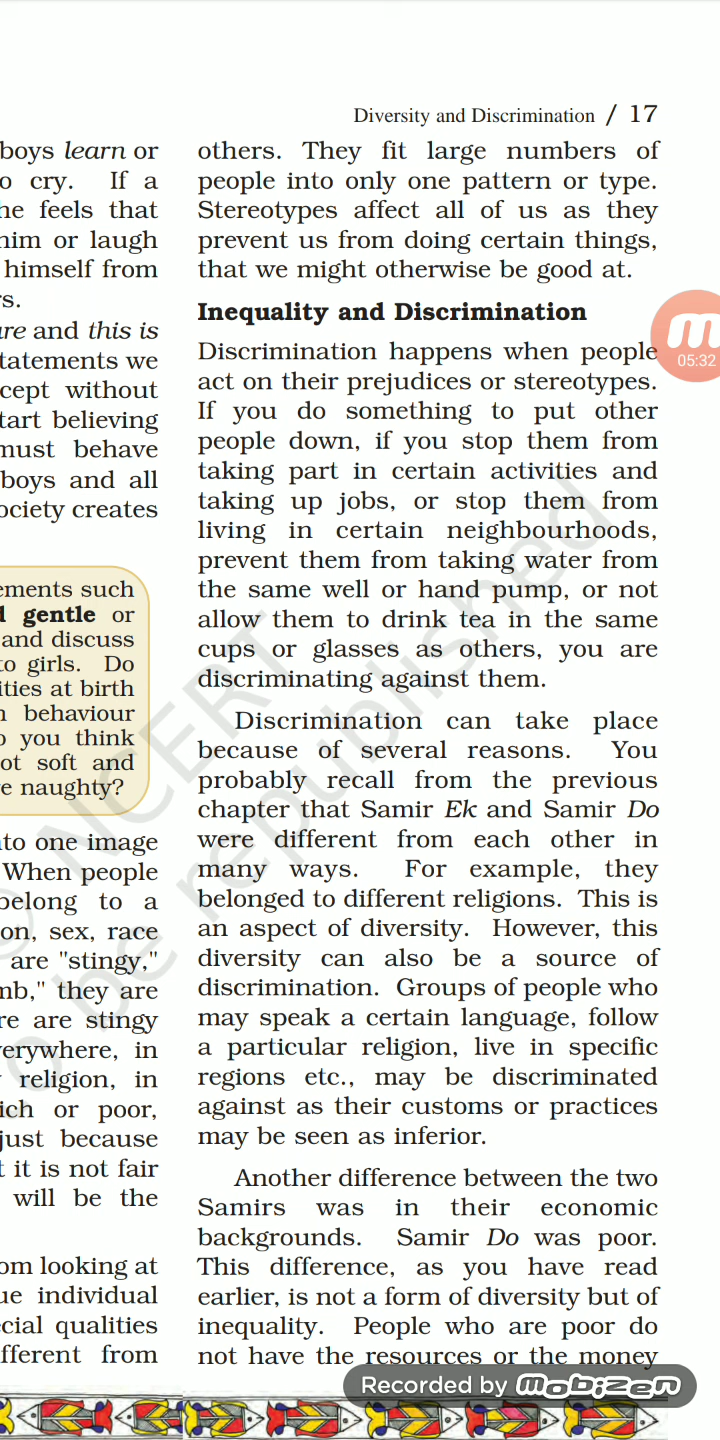 Diversity and Discrimination / 17
boys learn or
o cry. If a
he feels that
him or laugh
himself from
rs.
are and this is
statements we
cept without
tart believing
must behave
boys and all
ociety creates
ements such
d gentle or
and discuss
to girls. Do
ities at birth
n behaviour
o you think
ot soft and
re naughty?
nto one image
When people
belong to a
on, sex, race
are "stingy,"
mb," they are
re are stingy
verywhere, in
religion, in
ich or poor,
just because
t it is not fair
will be the
om looking at
ue individual
cial qualities
fferent from
others. They fit large numbers of
people into only one pattern or type.
Stereotypes affect all of us as they
prevent us from doing certain things,
that we might otherwise be good at.
Inequality and Discrimination
Discrimination happens when people
act on their prejudices or stereotypes.
If you do something to put other
people down, if you stop them from
taking part in certain activities and
taking up jobs, or stop them from
living in certain neighbourhoods,
prevent them from taking water from
the same well or hand pump, or not
allow them to drink tea in the same
cups or glasses as others, you are
discriminating against them.
Discrimination can take place
because of several reasons. You
probably recall from the previous
chapter that Samir Ek and Samir Do
were different from each other in
many ways. For example, they
belonged to different religions. This is
an aspect of diversity. However, this
diversity can also be a source of
discrimination. Groups of people who
may speak a certain language, follow
a particular religion, live in specific
regions etc., may be discriminated
against as their customs or practices
may be seen as inferior.
Another difference between the two
Samirs was in their economic
backgrounds. Samir Do was poor.
This difference, as you have read
earlier, is not a form of diversity but of
inequality. People who are poor do
not have the resources or the money
© NCERT
o be republished
m
05:32
Recorded by mobizen